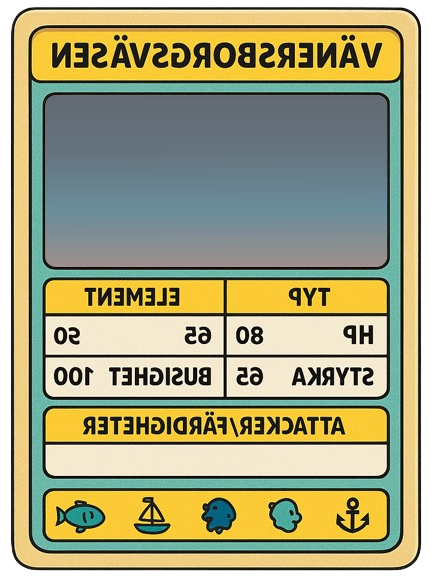 VÄNERSBORGSVÄSEN
TYP ELEMENT
HP 80 65 50
STYRKA 65 BUSIGHET 100
ATTACKER/FÄRDIGHETER